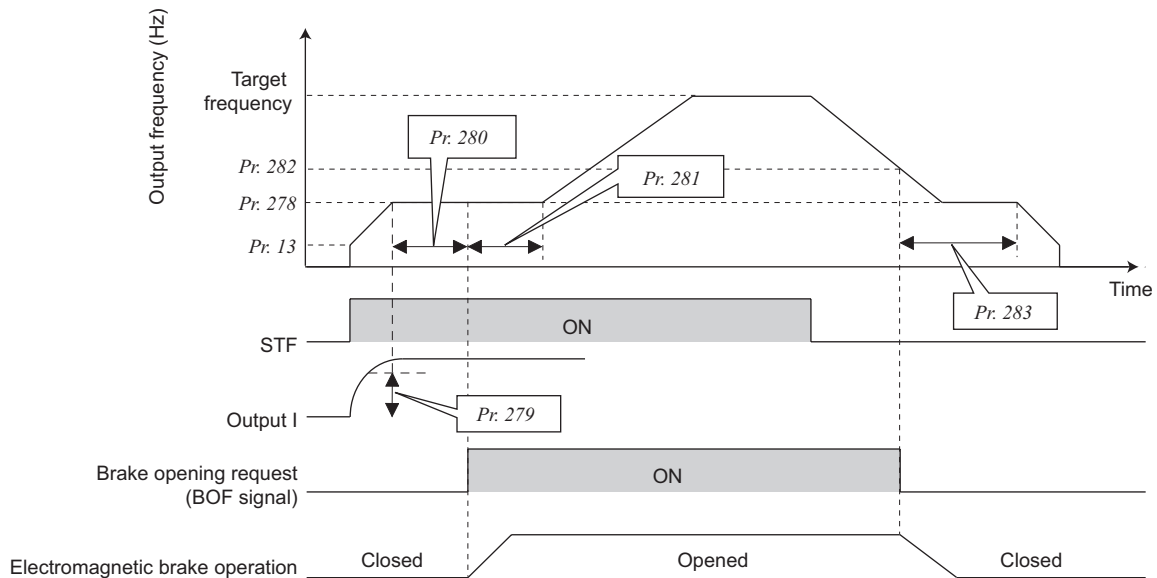 Output frequency (Hz)
Target
frequency
Pr. 280
Pr. 282
Pr. 281
Pr. 278
Pr. 13
Time
Pr. 283
ON
STF
Output I
Pr. 279
Brake opening request
(BOF signal)
ON
Electromagnetic brake operation
Closed
Opened
Closed